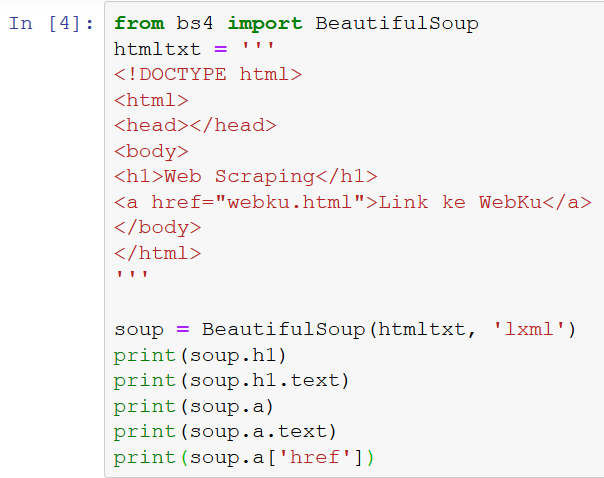 In [4]: from bs4 import BeautifulSoup
htmltxt = '''
<!DOCTYPE html>
<html>
<head></head>
<body>
<h1>Web Scraping</h1>
<a href="webku.html">Link ke WebKu</a>
</body>
</html>
'''
soup = BeautifulSoup(htmltxt, 'lxml')
print(soup.h1)
print(soup.h1.text)
print(soup.a)
print(soup.a.text)
print(soup.a['href'])